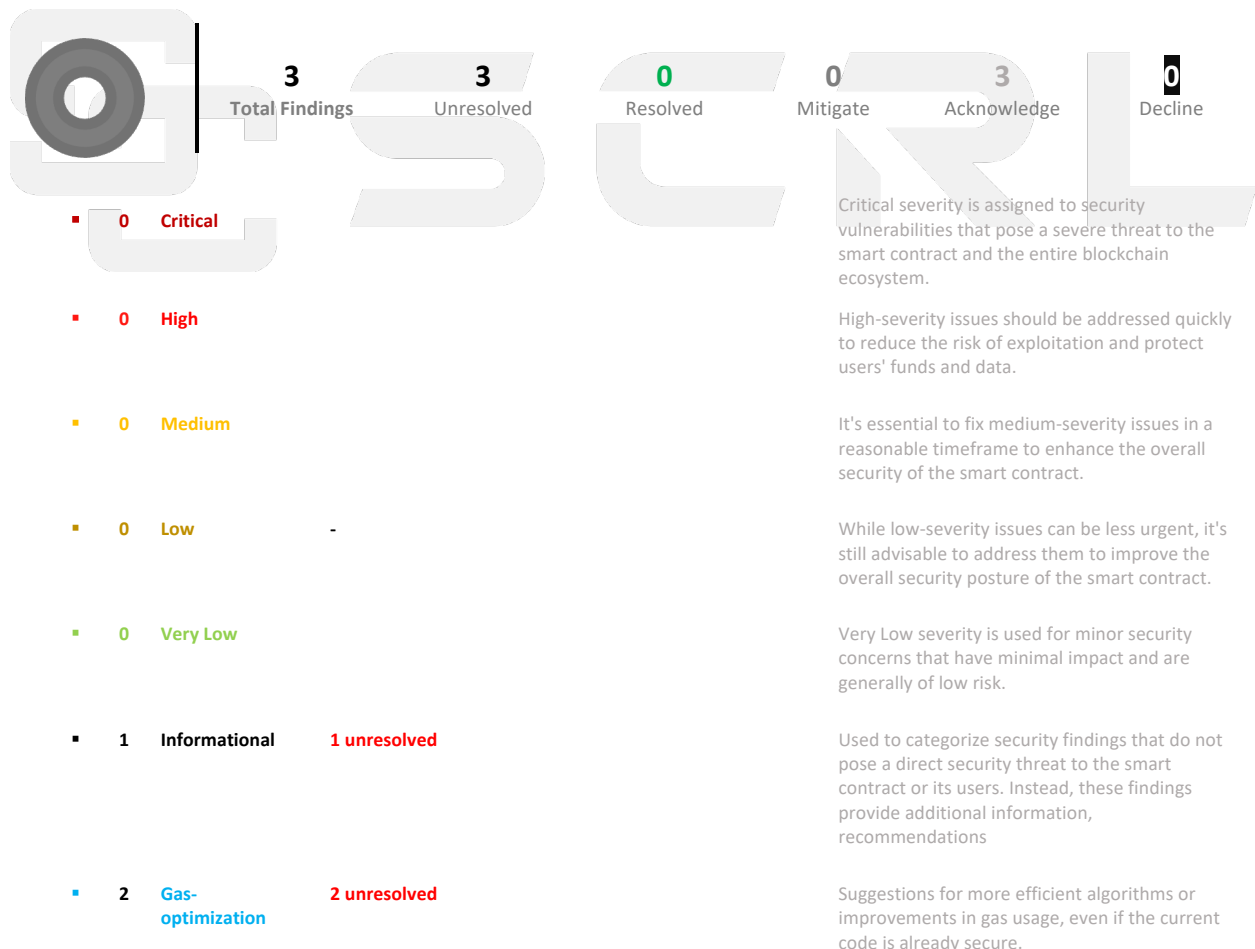 3 3 0 0 3 0
Total Findings Unresolved Resolved Mitigate Acknowledge Decline
SCRL
▪ 0 Critical
Critical severity is assigned to security
vulnerabilities that pose a severe threat to the
smart contract and the entire blockchain
ecosystem.
▪ 0 High
High-severity issues should be addressed quickly
to reduce the risk of exploitation and protect
users' funds and data.
▪ 0 Medium
It's essential to fix medium-severity issues in a
reasonable timeframe to enhance the overall
security of the smart contract.
▪ 0 Low -
While low-severity issues can be less urgent, it's
still advisable to address them to improve the
overall security posture of the smart contract.
▪ 0 Very Low
Very Low severity is used for minor security
concerns that have minimal impact and are
generally of low risk.
▪ 1 Informational 1 unresolved
Used to categorize security findings that do not
pose a direct security threat to the smart
contract or its users. Instead, these findings
provide additional information,
recommendations
▪ 2 Gas-
optimization
2 unresolved
Suggestions for more efficient algorithms or
improvements in gas usage, even if the current
code is already secure.